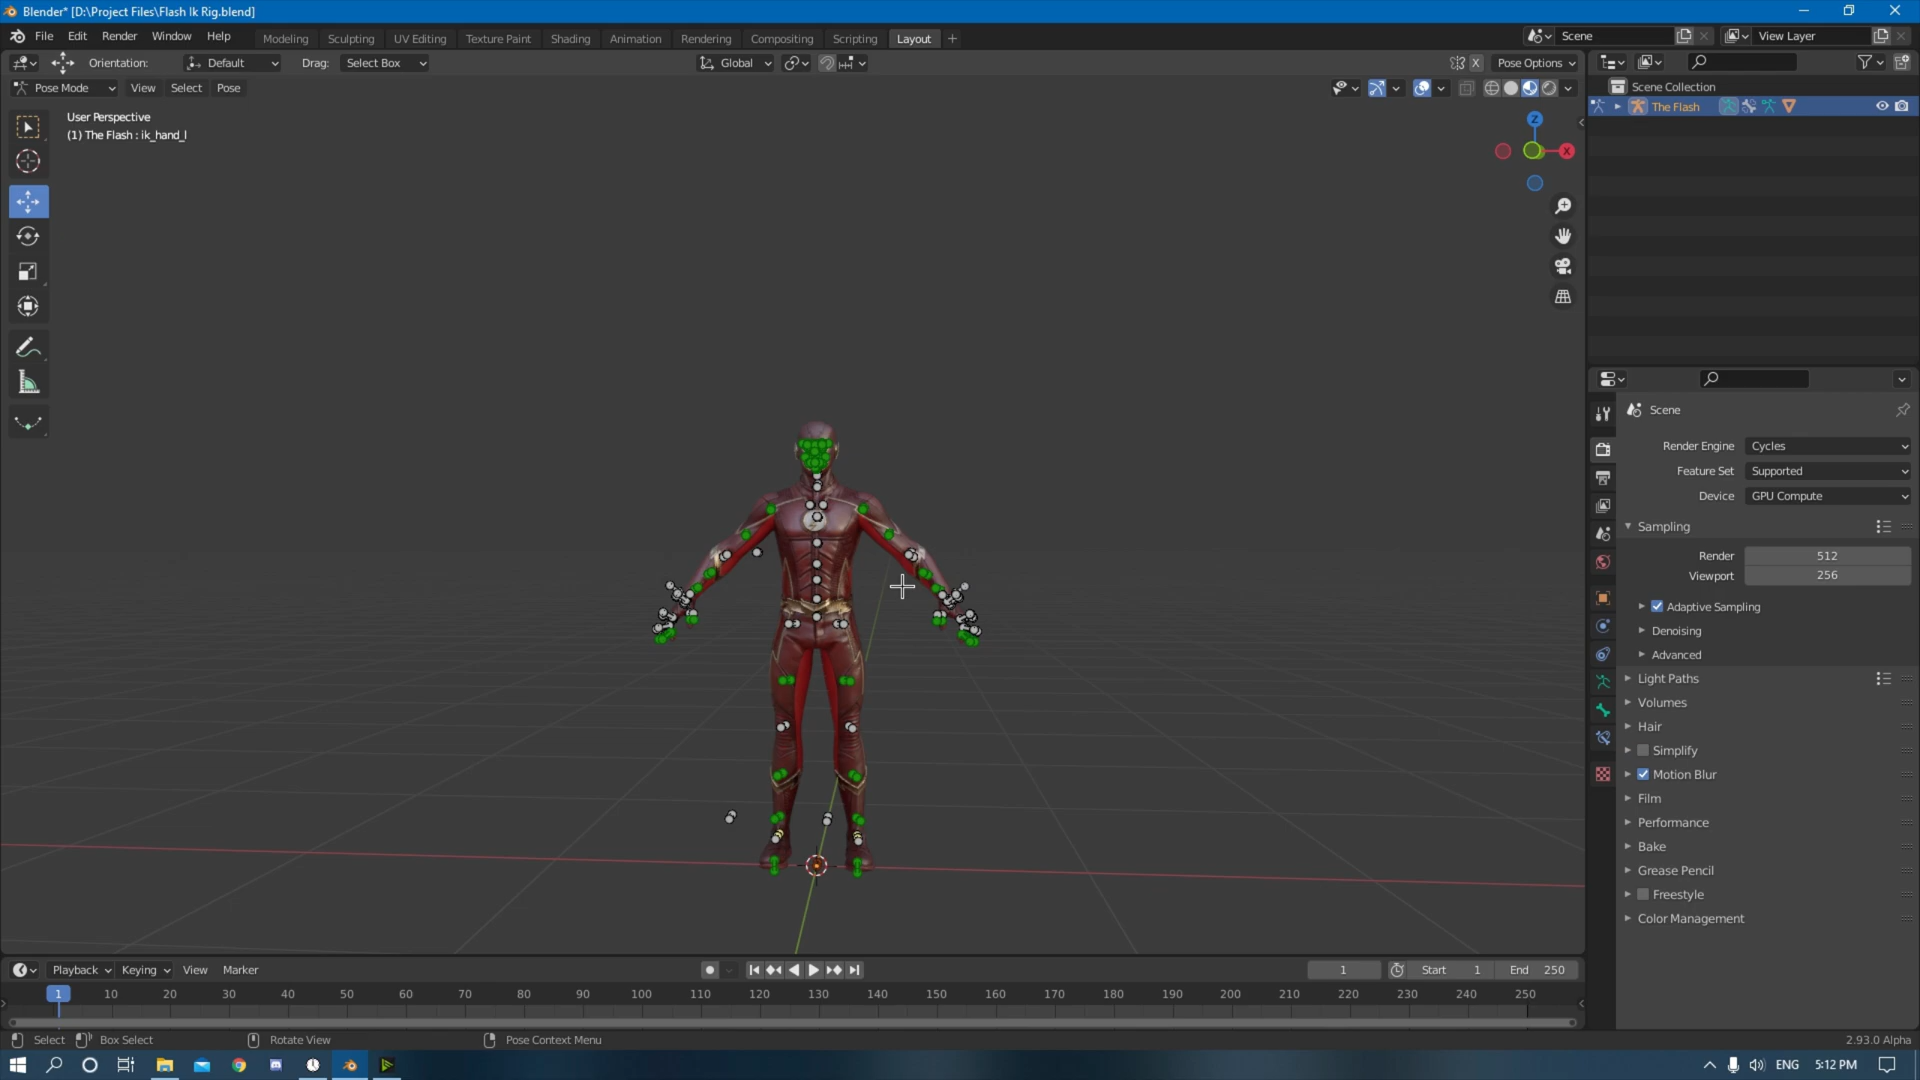 Blender* [D:\Project Files\Flash Ik Rig.blend]
File Edit Render Window Help Modeling Sculpting UV Editing Texture Paint Shading Animation Rendering Compositing Scripting Layout Scene View Layer
Orientation: Default Drag: Select Box Global X Pose Options
Pose Mode View Select Pose
User Perspective
(1) The Flash : ik_hand_l
Z
X
Scene Collection
The Flash
Scene
Render Engine Cycles
Feature Set Supported
Device GPU Compute
Sampling
Render 512
Viewport 256
Adaptive Sampling
Denoising
Advanced
Light Paths
Volumes
Hair
Simplify
Motion Blur
Film
Performance
Bake
Grease Pencil
Freestyle
Color Management
Playback Keying View Marker 1 Start 1 End 250
1 10 20 30 40 50 60 70 80 90 100 110 120 130 140 150 160 170 180 190 200 210 220 230 240 250
Select Box Select Rotate View Pose Context Menu 2.93.0 Alpha
ENG 5:12 PM